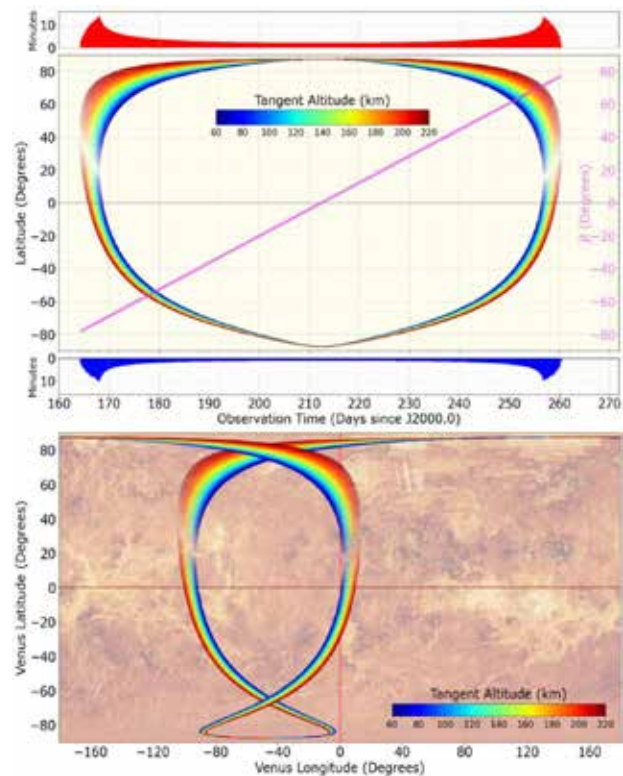 Minutes
10
0
Latitude (Degrees)
80
60
40
20
0
−20
−40
−60
−80
Tangent Altitude (km)
60 80 100 120 140 160 180 200 220
80
60
40
20
0
−20
−40
−60
−80
(Degrees)
Minutes
0
10
160 170 180 190 200 210 220 230 240 250 260 270
Observation Time (Days since J2000.0)
Venus Latitude (Degrees)
80
60
40
20
0
−20
−40
−60
−80
Tangent Altitude (km)
60 80 100 120 140 160 180 200 220
−160 −120 −80 −40 0 40 80 120 160
Venus Longitude (Degrees)